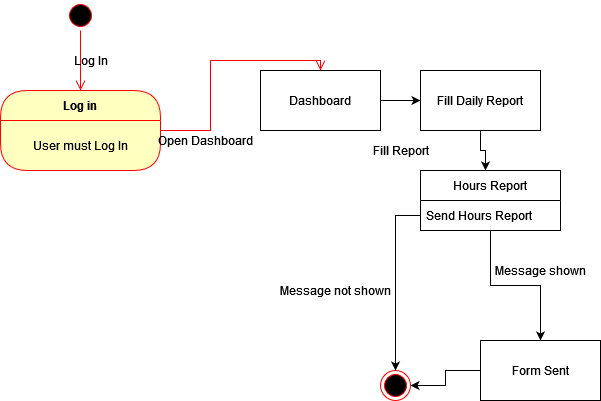 Log In
Log in
User must Log In
Open Dashboard
Dashboard
Fill Daily Report
Fill Report
Hours Report
Send Hours Report
Message not shown
Message shown
Form Sent